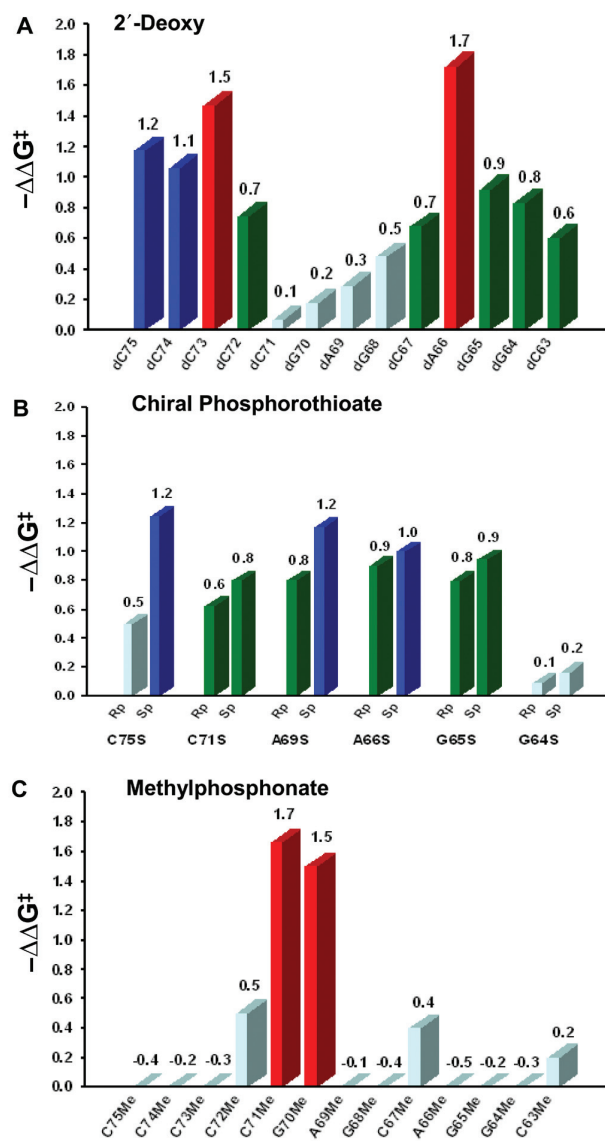 A
2′-Deoxy
−ΔΔG‡
2.0
1.8
1.6
1.4
1.2
1.0
0.8
0.6
0.4
0.2
0.0
1.2 1.1 1.5 0.7 0.1 0.2 0.3 0.5 0.7 1.7 0.9 0.8 0.6
dC75 dC74 dC73 dC72 dC71 dG70 dA69 dG68 dC67 dA66 dG65 dG64 dC63
B
Chiral Phosphorothioate
−ΔΔG‡
2.0
1.8
1.6
1.4
1.2
1.0
0.8
0.6
0.4
0.2
0.0
0.5 1.2 0.6 0.8 0.8 1.2 0.9 1.0 0.8 0.9 0.1 0.2
Rp Sp Rp Sp Rp Sp Rp Sp Rp Sp Rp Sp
C75S C71S A69S A66S G65S G64S
C
Methylphosphonate
−ΔΔG‡
2.0
1.8
1.6
1.4
1.2
1.0
0.8
0.6
0.4
0.2
0.0
-0.4 -0.2 -0.3 0.5 1.7 1.5 -0.1 -0.4 0.4 -0.5 -0.2 -0.3 0.2
C75Me C74Me C73Me C72Me C71Me G70Me A69Me G68Me C67Me A66Me G65Me G64Me C63Me